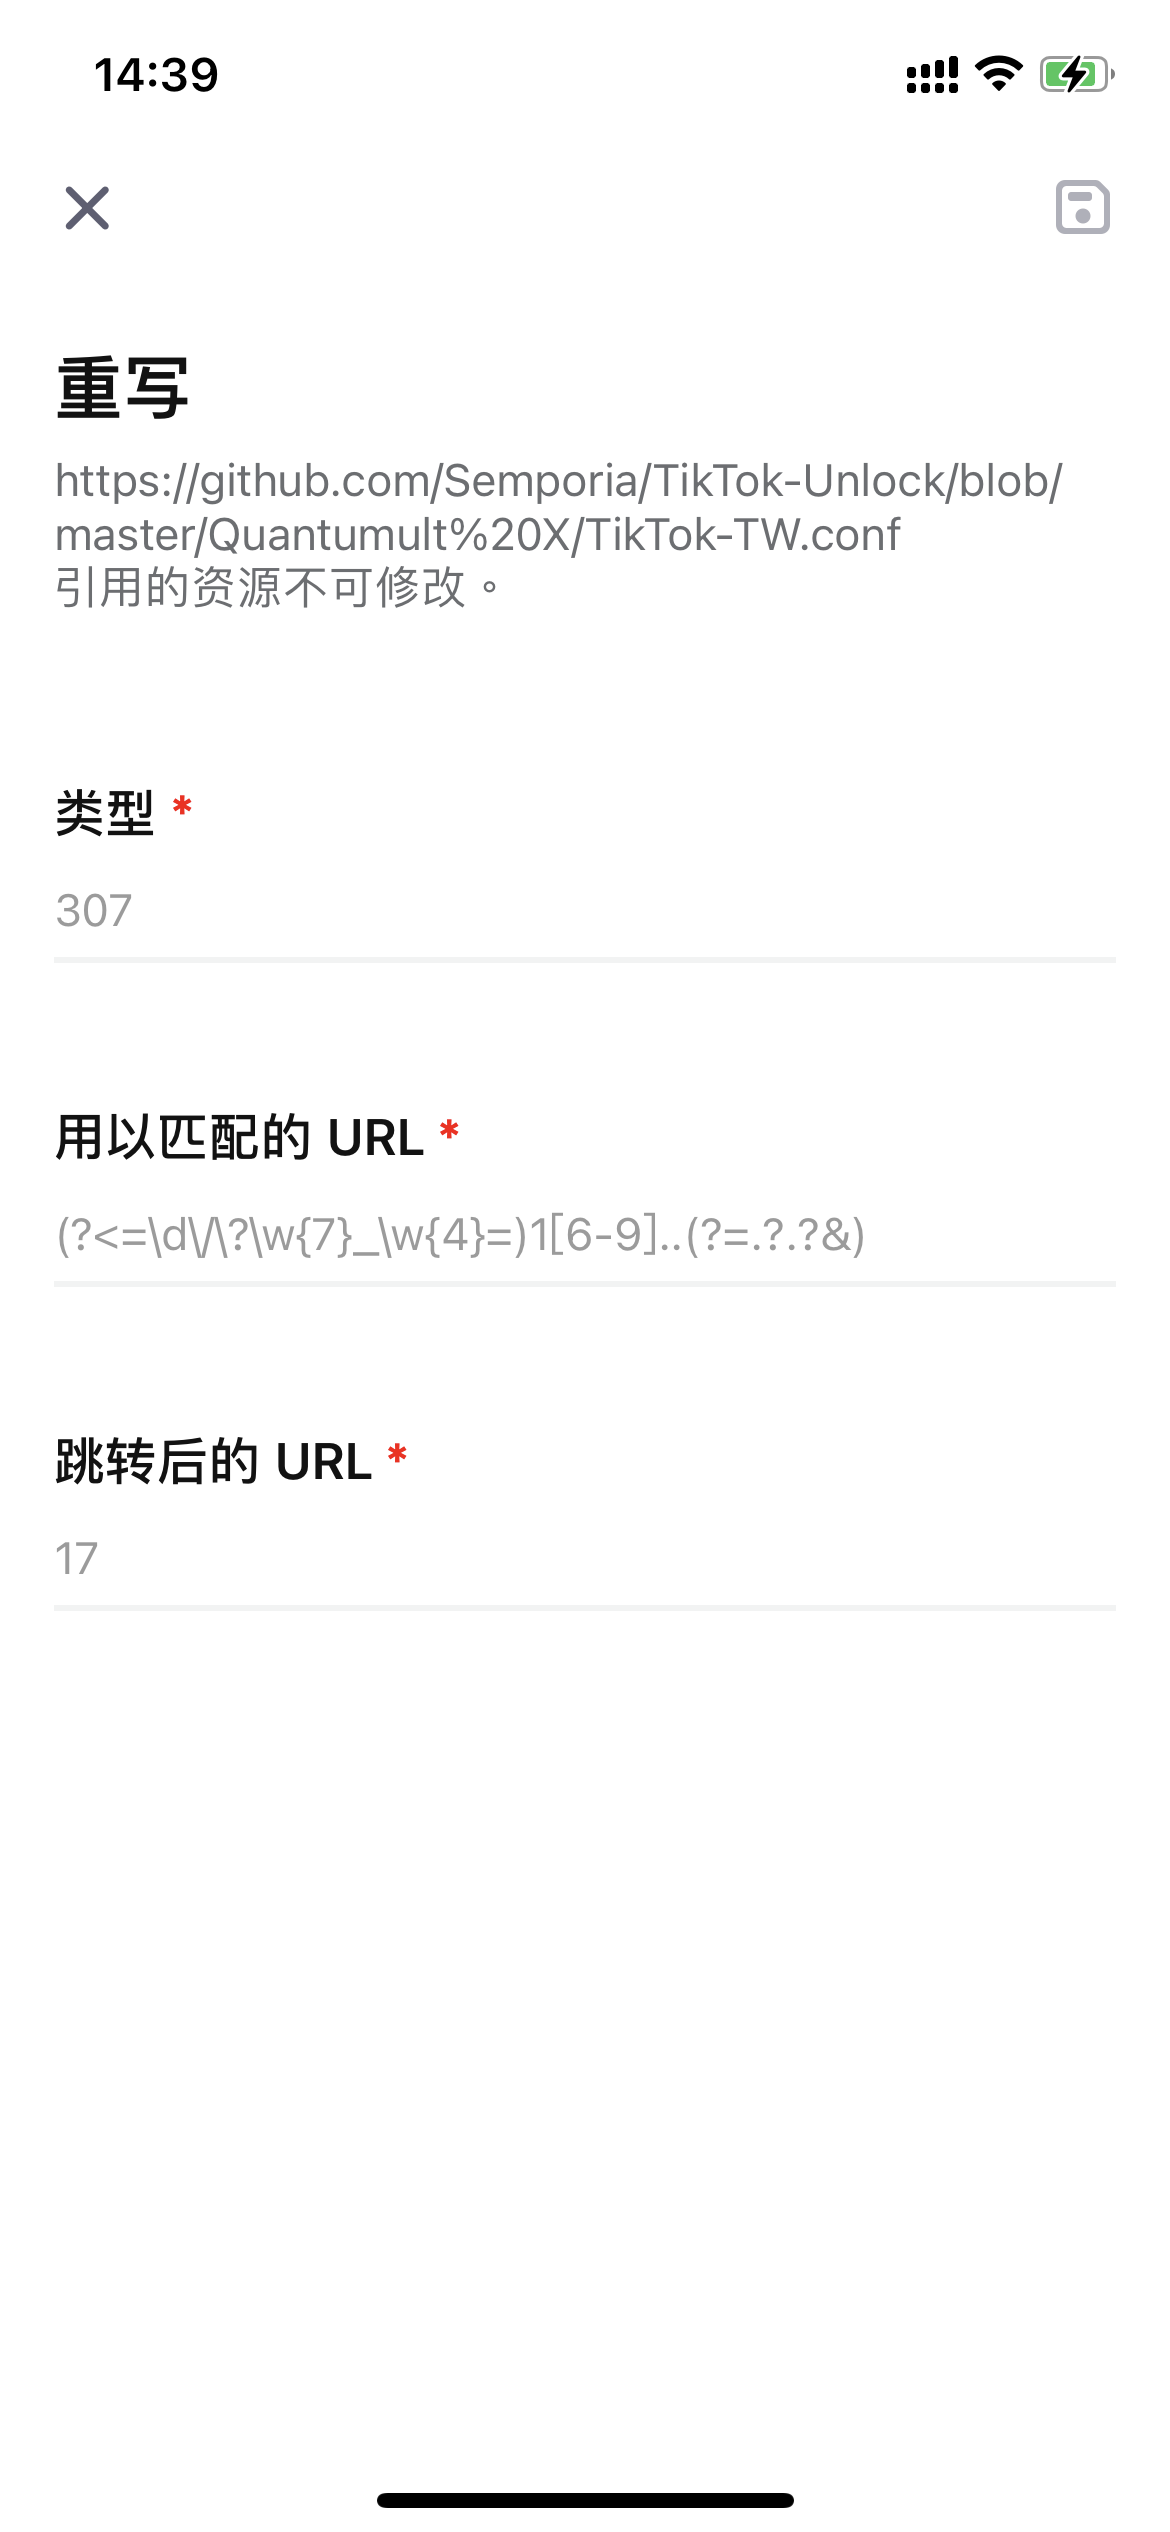 14:39
重写
https://github.com/Semporia/TikTok-Unlock/blob/
master/Quantumult%20X/TikTok-TW.conf
引用的资源不可修改。
类型 *
307
用以匹配的 URL *
(?<=\d\/\?\w{7}_\w{4}=)1[6-9]..(?=.?.?&)
跳转后的 URL *
17